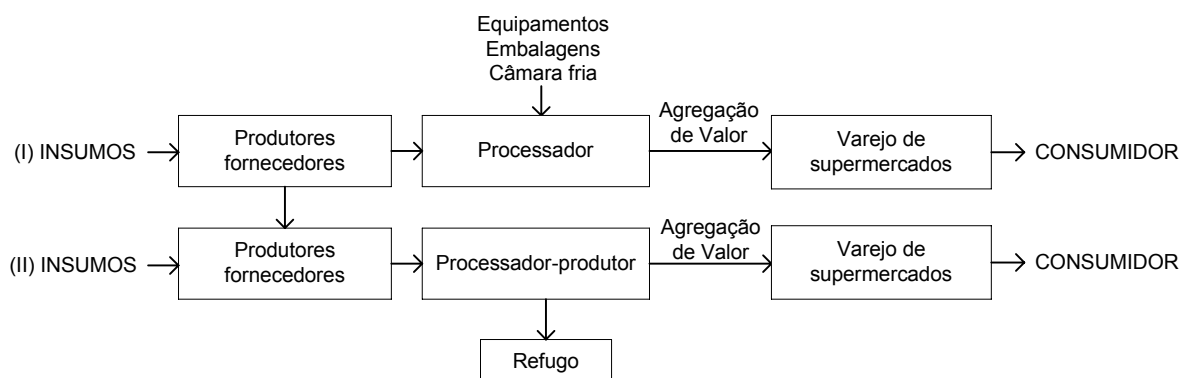 Equipamentos
Embalagens
Câmara fria
(I) INSUMOS
Produtores
fornecedores
Processador
Agregação
de Valor
Varejo de
supermercados
CONSUMIDOR
(II) INSUMOS
Produtores
fornecedores
Processador-produtor
Agregação
de Valor
Varejo de
supermercados
CONSUMIDOR
Refugo